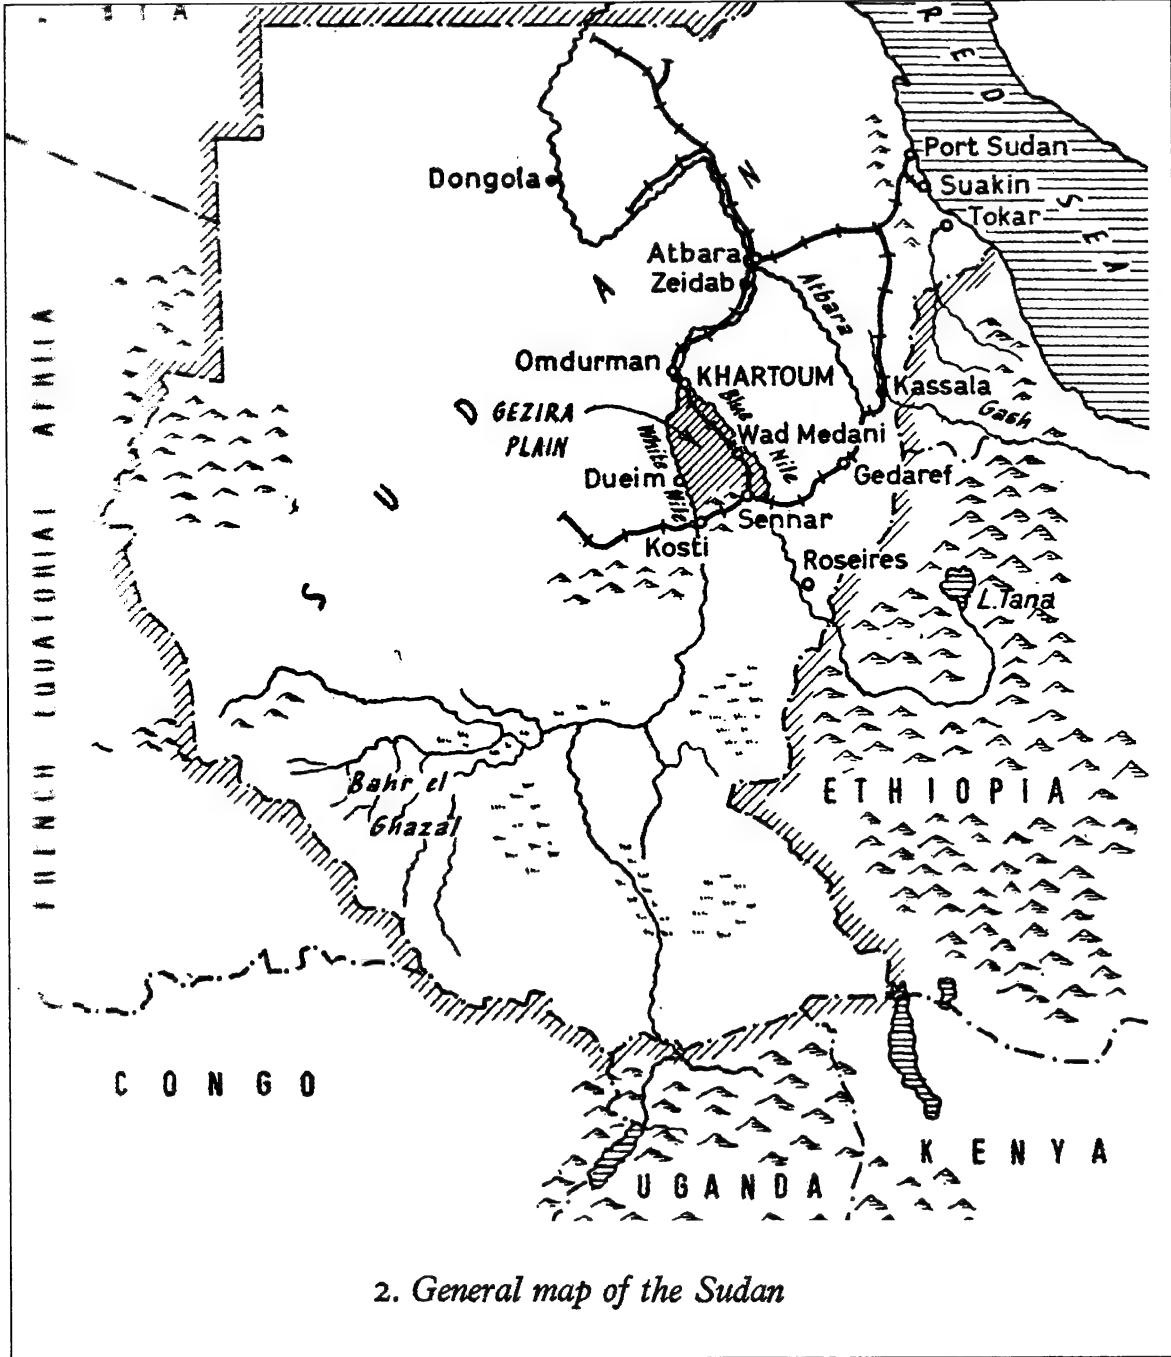 RED SEA
Port Sudan
Suakin
Tokar
Dongola
Atbara
Zeidab
Atbara
Omdurman
KHARTOUM
Kassala
Gash
GEZIRA
PLAIN
Blue Nile
White Nile
Wad Medani
Dueim
Gedaref
Sennar
Kosti
Roseires
L.Tana
SUDAN
FRENCH EQUATORIAL AFRICA
Bahr el
Ghazal
ETHIOPIA
CONGO
KENYA
UGANDA
2. General map of the Sudan